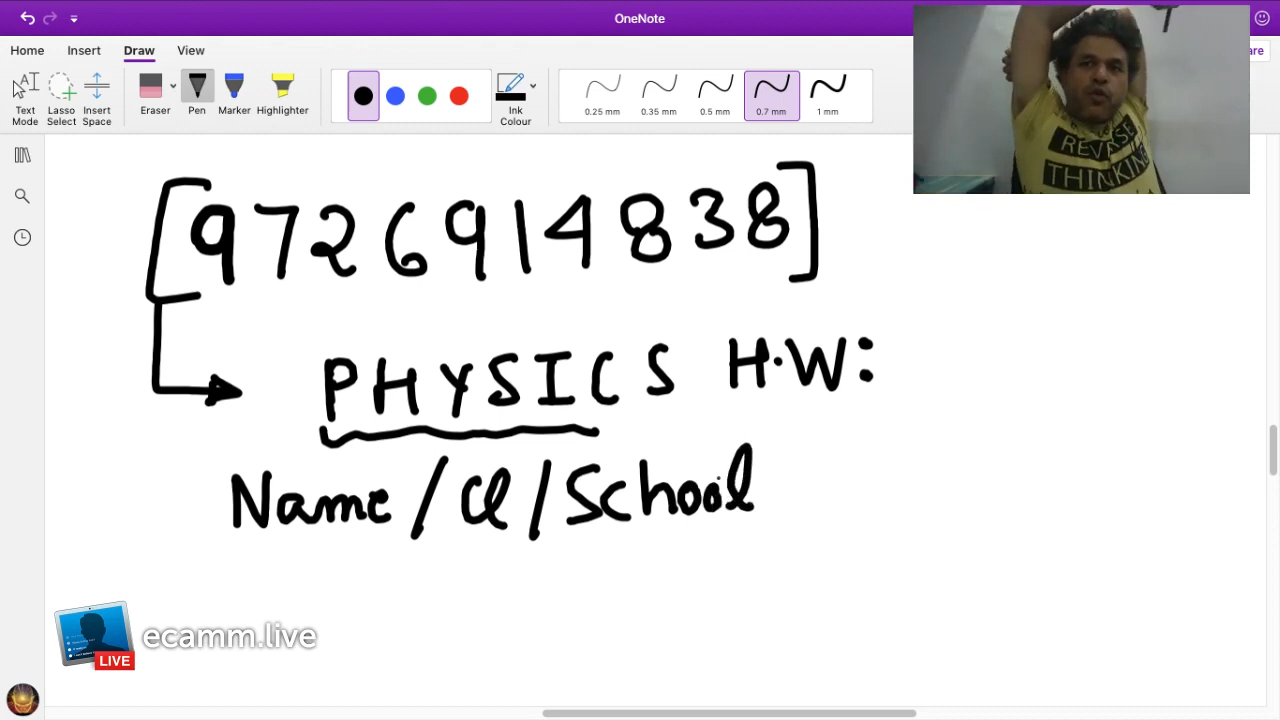 OneNote
Home Insert Draw View
Text Mode Lasso Select Insert Space Eraser Pen Marker Highlighter Ink Colour 0.25 mm 0.35 mm 0.5 mm 0.7 mm 1 mm
REVERSE
THINKING
[9726914838]
PHYSICS H.W:
Name/Cl/School
ecamm.live
LIVE